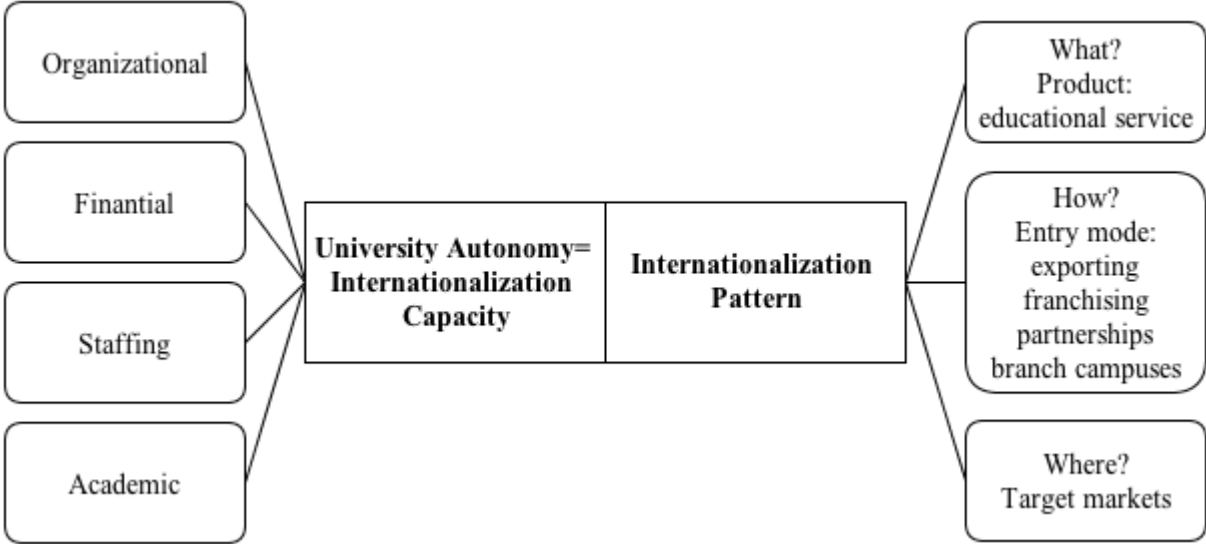 Organizational
Finantial
Staffing
Academic
University Autonomy=
Internationalization
Capacity
Internationalization
Pattern
What?
Product:
educational service
How?
Entry mode:
exporting
franchising
partnerships
branch campuses
Where?
Target markets